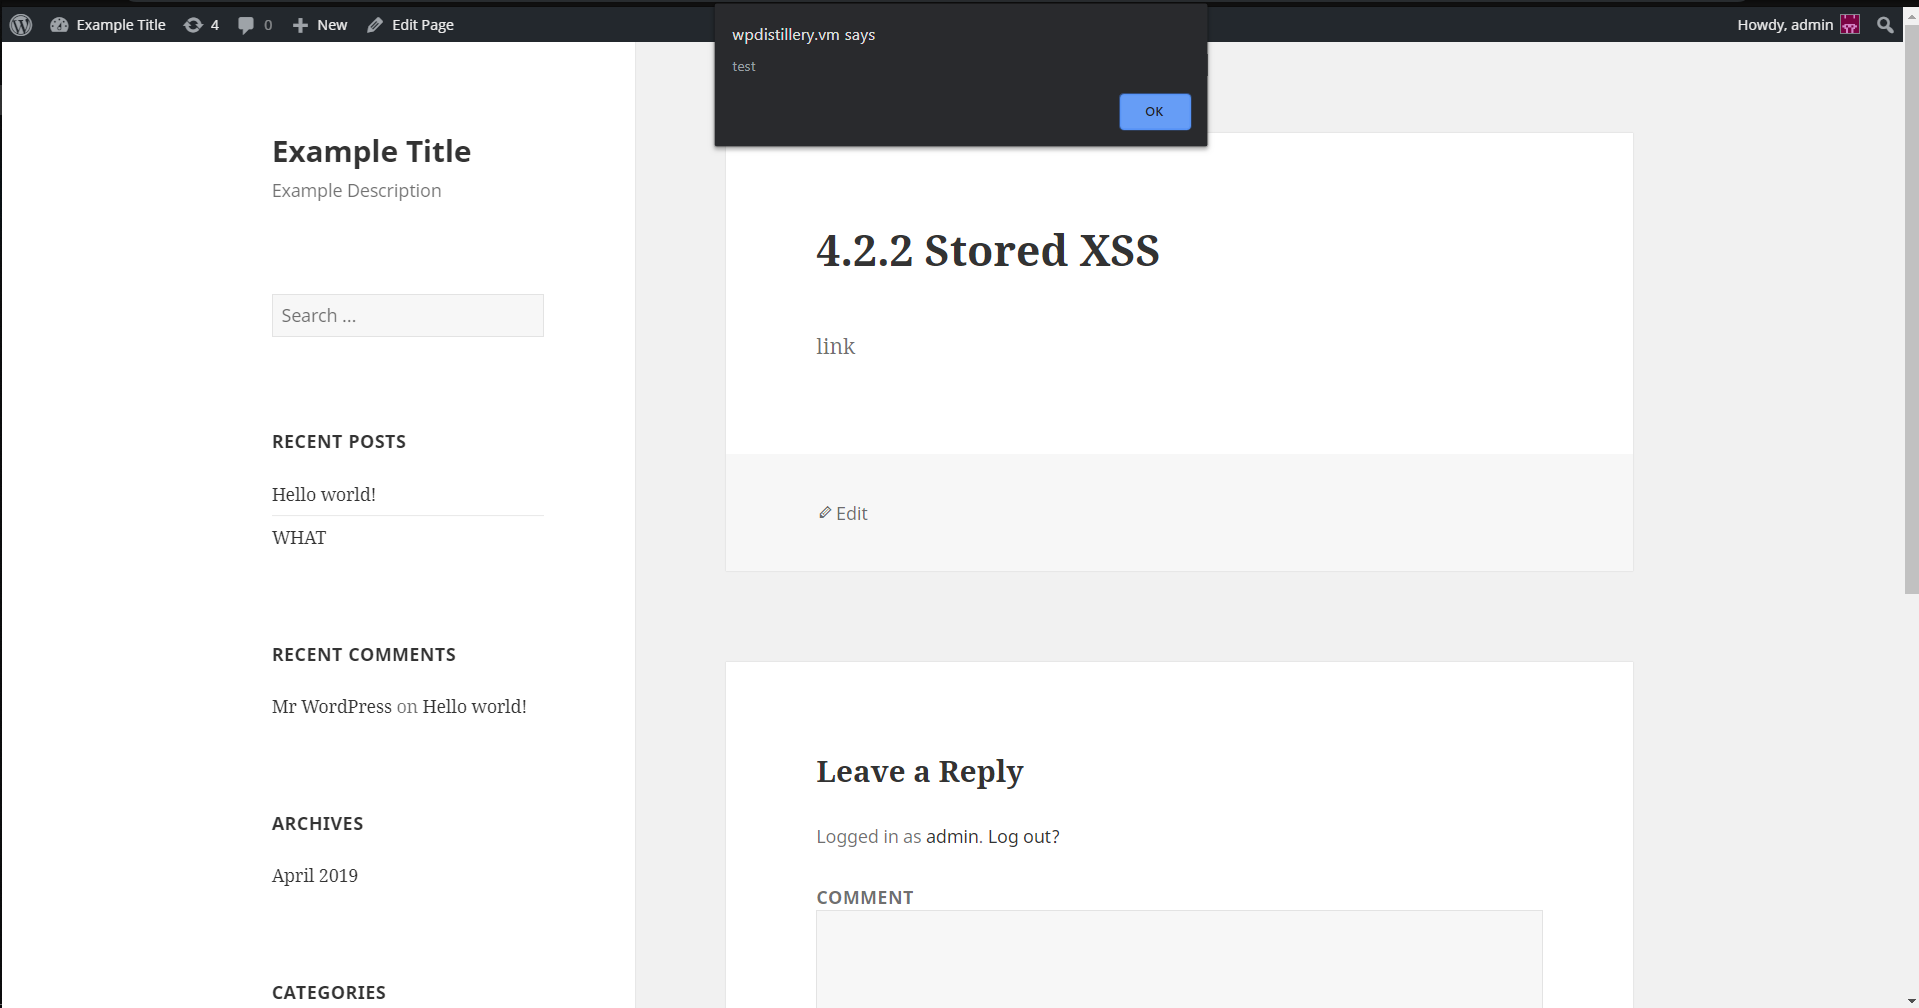 Example Title 4 0 New Edit Page
Howdy, admin
wpdistillery.vm says
test
OK
Example Title
Example Description
Search ...
RECENT POSTS
Hello world!
WHAT
RECENT COMMENTS
Mr WordPress on Hello world!
ARCHIVES
April 2019
CATEGORIES
4.2.2 Stored XSS
link
Edit
Leave a Reply
Logged in as admin. Log out?
COMMENT